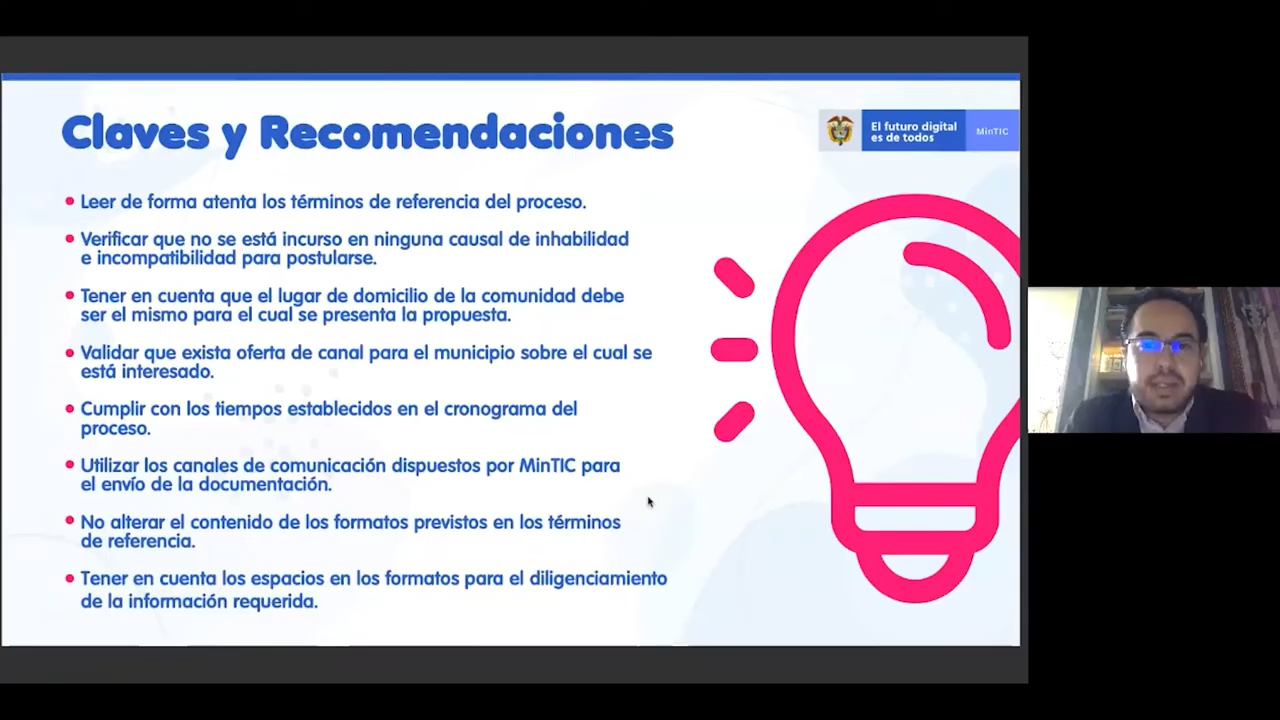 Claves y Recomendaciones
El futuro digital
es de todos
MinTIC
Leer de forma atenta los términos de referencia del proceso.
Verificar que no se está incurso en ninguna causal de inhabilidad
e incompatibilidad para postularse.
Tener en cuenta que el lugar de domicilio de la comunidad debe
ser el mismo para el cual se presenta la propuesta.
Validar que exista oferta de canal para el municipio sobre el cual se
está interesado.
Cumplir con los tiempos establecidos en el cronograma del
proceso.
Utilizar los canales de comunicación dispuestos por MinTIC para
el envío de la documentación.
No alterar el contenido de los formatos previstos en los términos
de referencia.
Tener en cuenta los espacios en los formatos para el diligenciamiento
de la información requerida.